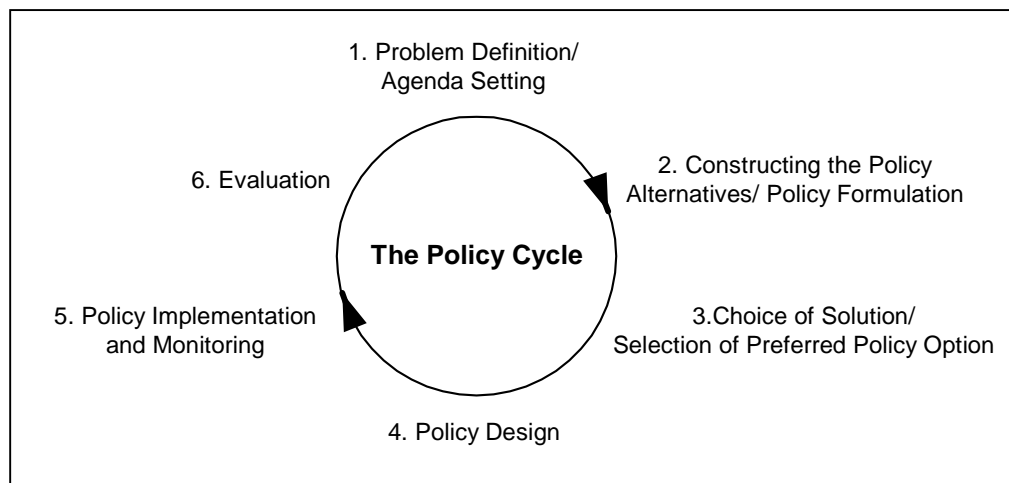 1. Problem Definition/
Agenda Setting
2. Constructing the Policy
Alternatives/ Policy Formulation
3.Choice of Solution/
Selection of Preferred Policy Option
4. Policy Design
5. Policy Implementation
and Monitoring
6. Evaluation
The Policy Cycle